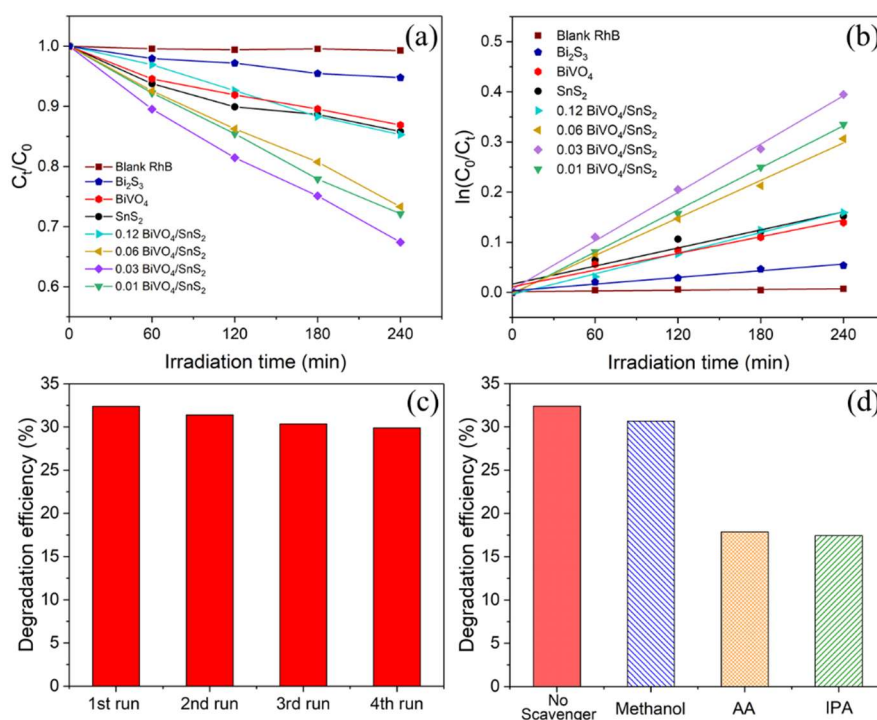 (a)
C_t/C_0
1.0
0.9
0.8
0.7
0.6
Blank RhB
Bi₂S₃
BiVO₄
SnS₂
0.12 BiVO₄/SnS₂
0.06 BiVO₄/SnS₂
0.03 BiVO₄/SnS₂
0.01 BiVO₄/SnS₂
0 60 120 180 240
Irradiation time (min)
(b)
ln(C₀/Cₜ)
0.5
0.4
0.3
0.2
0.1
0.0
Blank RhB
Bi₂S₃
BiVO₄
SnS₂
0.12 BiVO₄/SnS₂
0.06 BiVO₄/SnS₂
0.03 BiVO₄/SnS₂
0.01 BiVO₄/SnS₂
0 60 120 180 240
Irradiation time (min)
(c)
Degradation efficiency (%)
35
30
25
20
15
10
5
0
1st run 2nd run 3rd run 4th run
(d)
Degradation efficiency (%)
35
30
25
20
15
10
5
0
No Methanol AA IPA
Scavenger